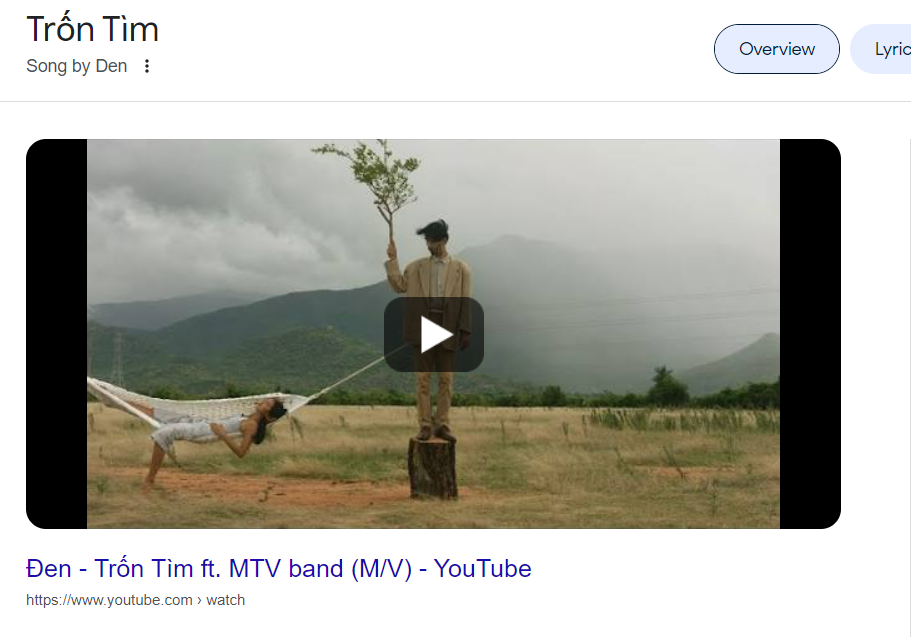 Trốn Tìm
Song by Den
Overview
Lyric
Đen - Trốn Tìm ft. MTV band (M/V) - YouTube
https://www.youtube.com › watch